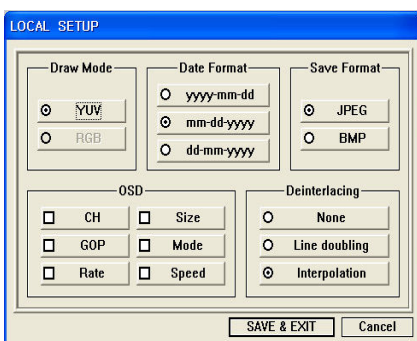 LOCAL SETUP
Draw Mode
YUV
RGB
Date Format
yyyy-mm-dd
mm-dd-yyyy
dd-mm-yyyy
Save Format
JPEG
BMP
OSD
CH
Size
GOP
Mode
Rate
Speed
Deinterlacing
None
Line doubling
Interpolation
SAVE & EXIT
Cancel